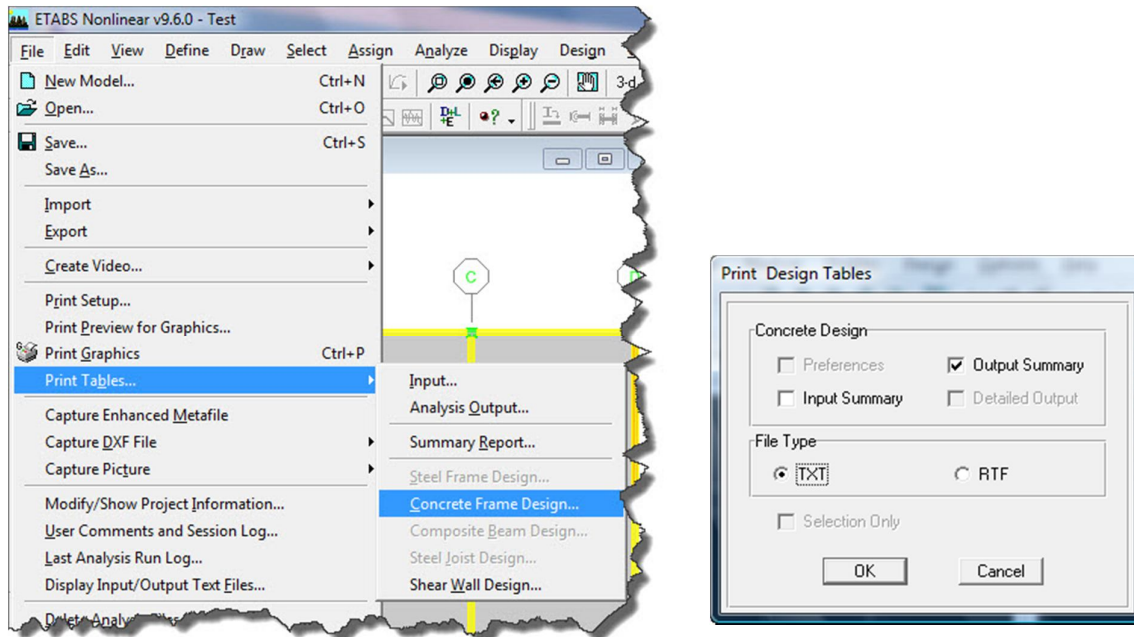 ETABS Nonlinear v9.6.0 - Test
File Edit View Define Draw Select Assign Analyze Display Design
New Model... Ctrl+N
Open... Ctrl+O
Save... Ctrl+S
Save As...
Import
Export
Create Video...
Print Setup...
Print Preview for Graphics...
Print Graphics Ctrl+P
Print Tables...
Capture Enhanced Metafile
Capture DXF File
Capture Picture
Modify/Show Project Information...
User Comments and Session Log...
Last Analysis Run Log...
Display Input/Output Text Files...
3-d
D+L
+E
C
Input...
Analysis Output...
Summary Report...
Steel Frame Design...
Concrete Frame Design...
Composite Beam Design...
Steel Joist Design...
Shear Wall Design...
Print Design Tables
Concrete Design
Preferences Output Summary
Input Summary Detailed Output
File Type
TXT RTF
Selection Only
OK Cancel